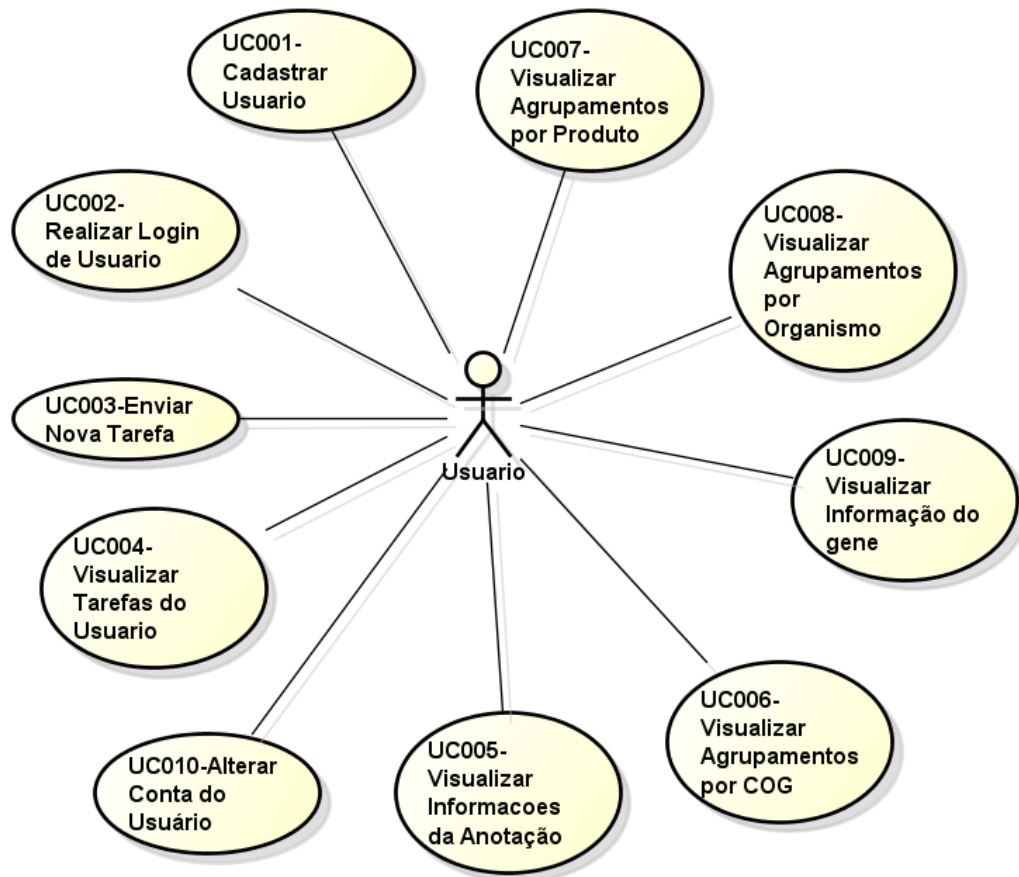 UC001-
Cadastrar
Usuario
UC007-
Visualizar
Agrupamentos
por Produto
UC002-
Realizar Login
de Usuario
UC008-
Visualizar
Agrupamentos
por
Organismo
UC003-Enviar
Nova Tarefa
Usuario
UC009-
Visualizar
Informação do
gene
UC004-
Visualizar
Tarefas do
Usuario
UC006-
Visualizar
Agrupamentos
por COG
UC010-Alterar
Conta do
Usuário
UC005-
Visualizar
Informacoes
da Anotação